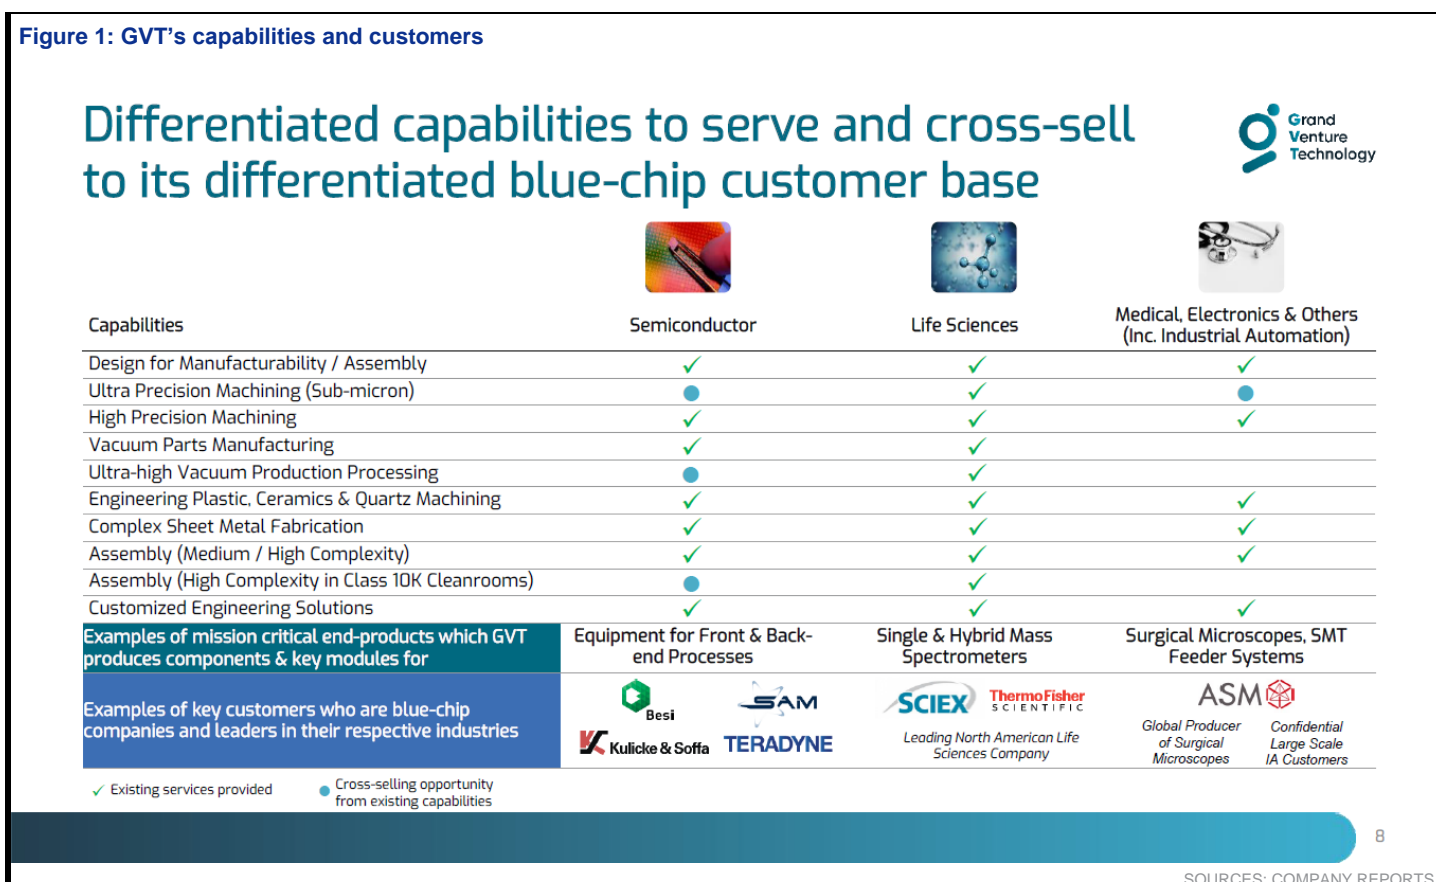 Figure 1: GVT's capabilities and customers
Differentiated capabilities to serve and cross-sell
to its differentiated blue-chip customer base
Grand
Venture
Technology
Capabilities
Semiconductor
Life Sciences
Medical, Electronics & Others
(Inc. Industrial Automation)
Design for Manufacturability / Assembly ✓ ✓ ✓
Ultra Precision Machining (Sub-micron) ● ✓ ●
High Precision Machining ✓ ✓ ✓
Vacuum Parts Manufacturing ✓ ✓
Ultra-high Vacuum Production Processing ● ✓
Engineering Plastic, Ceramics & Quartz Machining ✓ ✓ ✓
Complex Sheet Metal Fabrication ✓ ✓ ✓
Assembly (Medium / High Complexity) ✓ ✓ ✓
Assembly (High Complexity in Class 10K Cleanrooms) ● ✓
Customized Engineering Solutions ✓ ✓ ✓
Examples of mission critical end-products which GVT
produces components & key modules for
Equipment for Front & Back-
end Processes
Single & Hybrid Mass
Spectrometers
Surgical Microscopes, SMT
Feeder Systems
Examples of key customers who are blue-chip
companies and leaders in their respective industries
Besi
SAM
Kulicke & Soffa
TERADYNE
SCIEX
ThermoFisher
SCIENTIFIC
Leading North American Life
Sciences Company
ASM
Global Producer
of Surgical
Microscopes
Confidential
Large Scale
IA Customers
✓ Existing services provided
● Cross-selling opportunity
from existing capabilities
8
SOURCES: COMPANY REPORTS